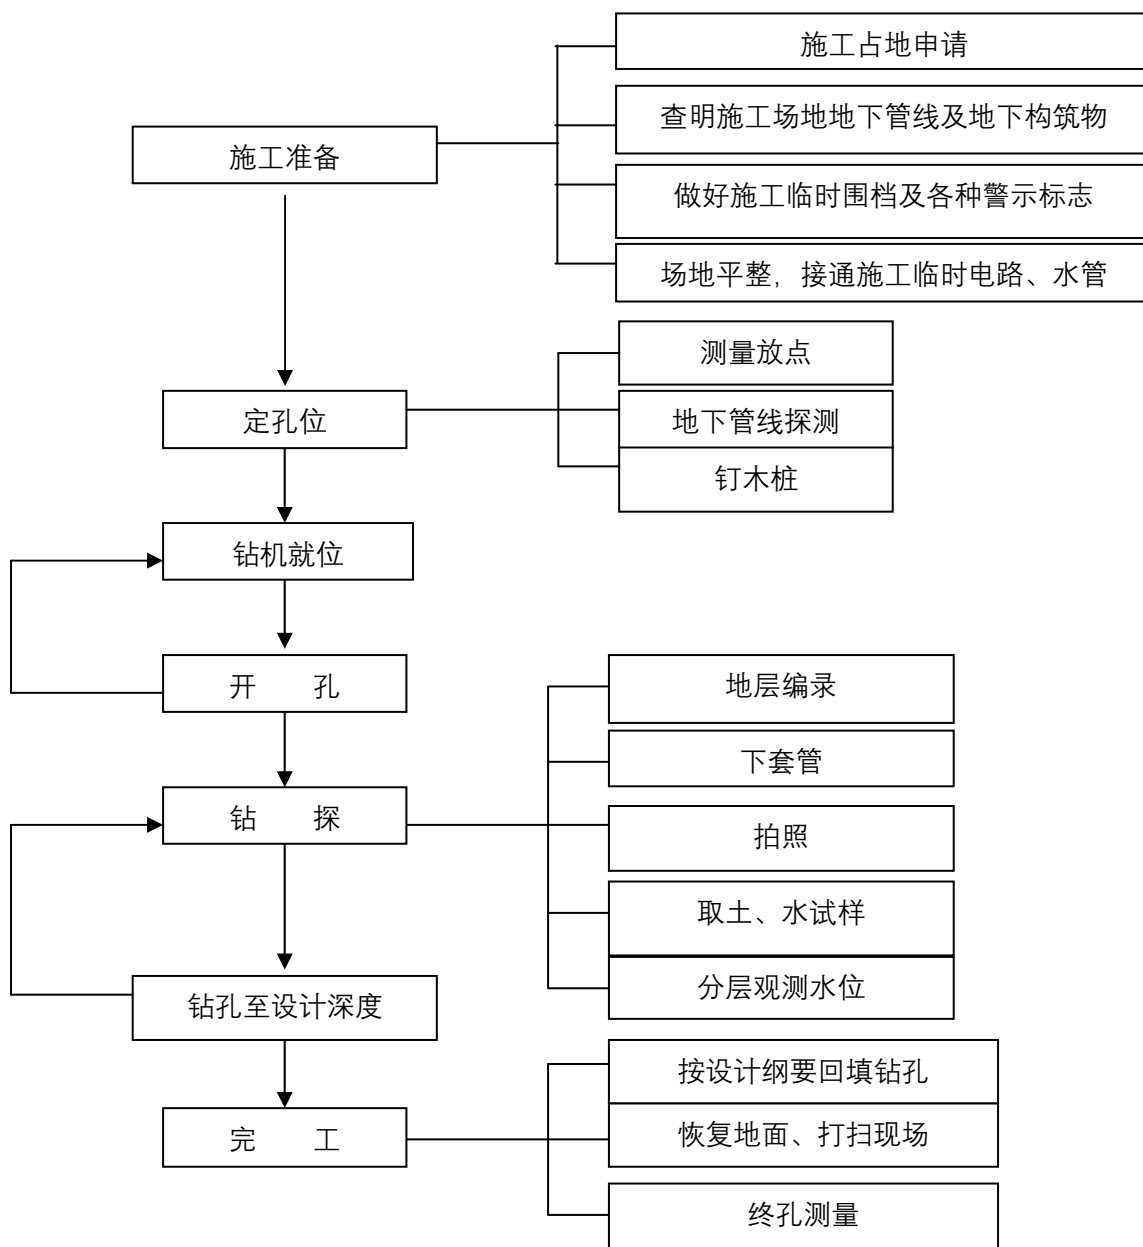 施工占地申请
查明施工场地地下管线及地下构筑物
施工准备
做好施工临时围档及各种警示标志
场地平整，接通施工临时电路、水管
测量放点
定孔位
地下管线探测
钉木桩
钻机就位
开　　孔
地层编录
下套管
钻　　探
拍照
取土、水试样
分层观测水位
钻孔至设计深度
按设计纲要回填钻孔
完　　工
恢复地面、打扫现场
终孔测量